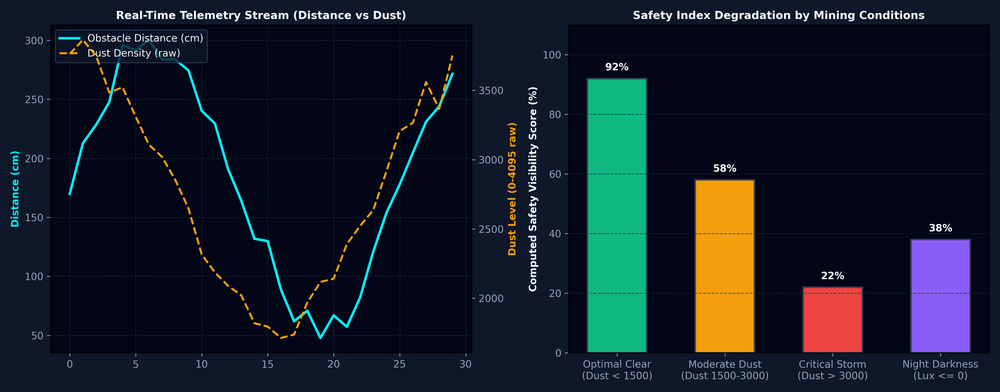 Real-Time Telemetry Stream (Distance vs Dust)
Obstacle Distance (cm)
Dust Density (raw)
Distance (cm)
300
250
200
150
100
50
0
5
10
15
20
25
30
3500
3000
2500
2000
Dust Level (0-4095 raw)
Safety Index Degradation by Mining Conditions
Computed Safety Visibility Score (%)
100
80
60
40
20
0
92%
58%
22%
38%
Optimal Clear
(Dust < 1500)
Moderate Dust
(Dust 1500-3000)
Critical Storm
(Dust > 3000)
Night Darkness
(Lux <= 0)